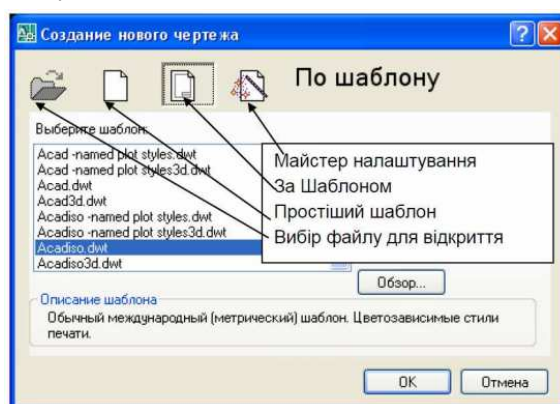 Создание нового чертежа
По шаблону
Выберите шаблон:
Acad -named plot styles.dwt
Acad -named plot styles3d.dwt
Acad.dwt
Acad3d.dwt
Acadiso -named plot styles.dwt
Acadiso -named plot styles3d.dwt
Acadiso.dwt
Acadiso3d.dwt
Майстер налаштування
За Шаблоном
Простіший шаблон
Вибір файлу для відкриття
Обзор...
Описание шаблона
Обычный международный (метрический) шаблон. Цветозависимые стили
печати.
OK
Отмена